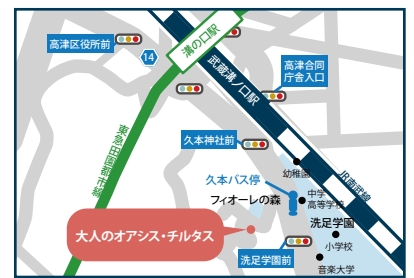 溝の口駅
高津区役所前
14
武蔵溝ノ口駅
高津合同
庁舎入口
東急田園都市線
久本神社前
JR南武線
幼稚園
久本バス停
中学
高等学校
フィオーレの森
大人のオアシス・チルタス
洗足学園
小学校
洗足学園前
音楽大学